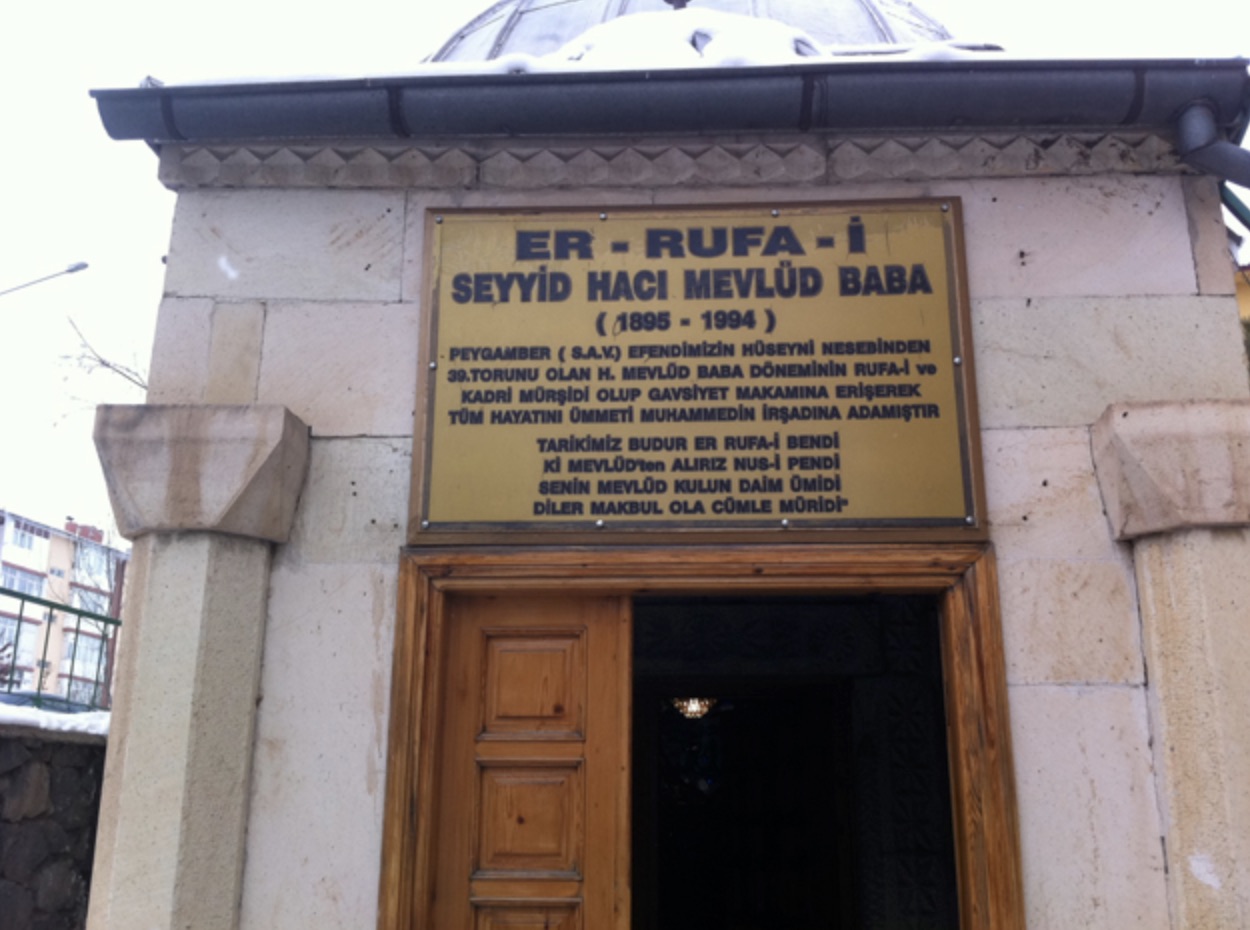 ER - RUFA - İ
SEYYİD HACI MEVLÜD BABA
( 1895 - 1994 )
PEYGAMBER ( S.A.V.) EFENDİMİZİN HÜSEYNİ NESEBİNDEN
39.TORUNU OLAN H. MEVLÜD BABA DÖNEMİNİN RUFA-İ ve
KADRİ MÜRŞİDİ OLUP GAVSİYET MAKAMINA ERİŞEREK
TÜM HAYATINI ÜMMETİ MUHAMMEDİN İRŞADINA ADAMIŞTIR
TARİKİMİZ BUDUR ER RUFA-İ BENDİ
Kİ MEVLÜD'ten ALIRIZ NUS-İ PENDİ
SENİN MEVLÜD KULUN DAİM ÜMİDİ
DİLER MAKBUL OLA CÜMLE MÜRİDİ"